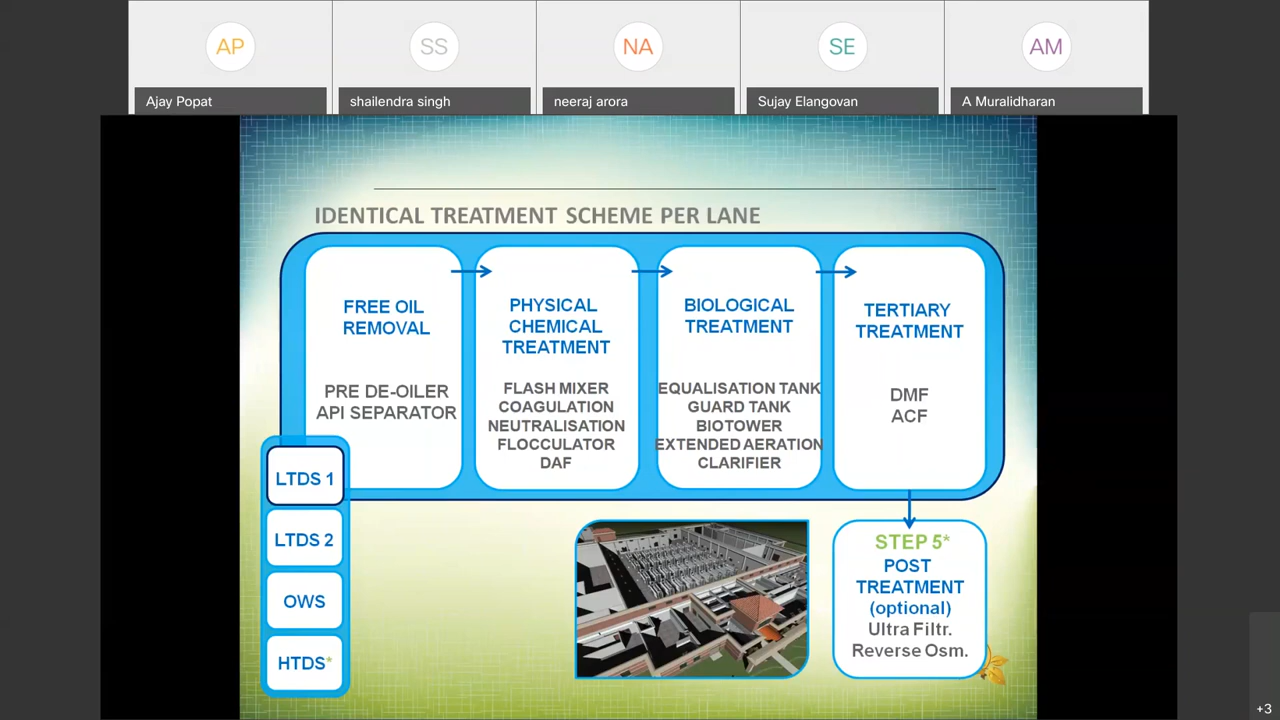 AP
SS
NA
SE
AM
Ajay Popat
shailendra singh
neeraj arora
Sujay Elangovan
A Muralidharan
IDENTICAL TREATMENT SCHEME PER LANE
FREE OIL
REMOVAL
PRE DE-OILER
API SEPARATOR
PHYSICAL
CHEMICAL
TREATMENT
FLASH MIXER
COAGULATION
NEUTRALISATION
FLOCCULATOR
DAF
BIOLOGICAL
TREATMENT
EQUALISATION TANK
GUARD TANK
BIOTOWER
EXTENDED AERATION
CLARIFIER
TERTIARY
TREATMENT
DMF
ACF
LTDS 1
LTDS 2
OWS
HTDS*
STEP 5*
POST
TREATMENT
(optional)
Ultra Filtr.
Reverse Osm.
+3